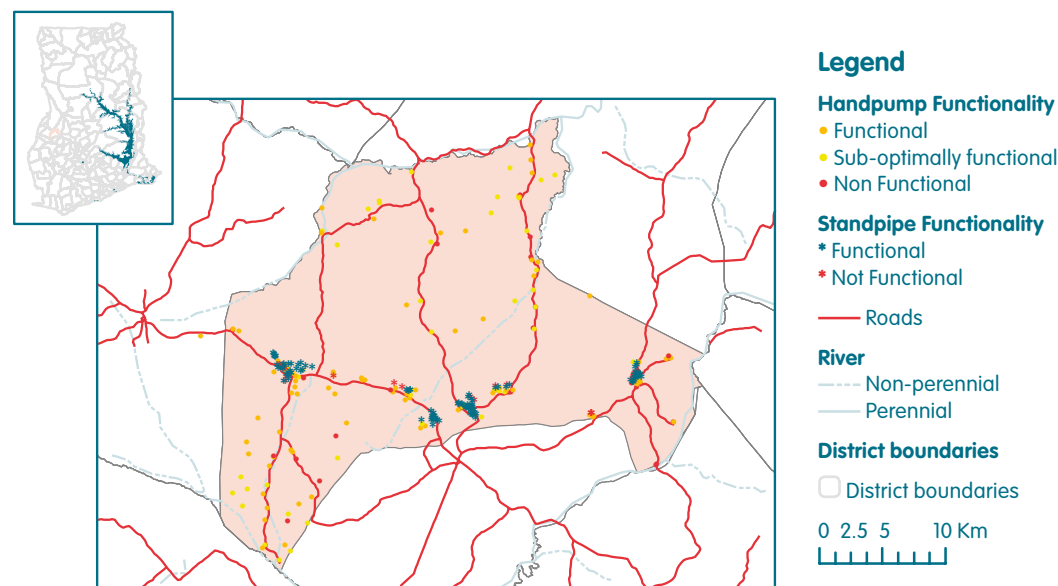 Legend
Handpump Functionality
Functional
Sub-optimally functional
Non Functional
Standpipe Functionality
* Functional
* Not Functional
Roads
River
Non-perennial
Perennial
District boundaries
District boundaries
0 2.5 5 10 Km